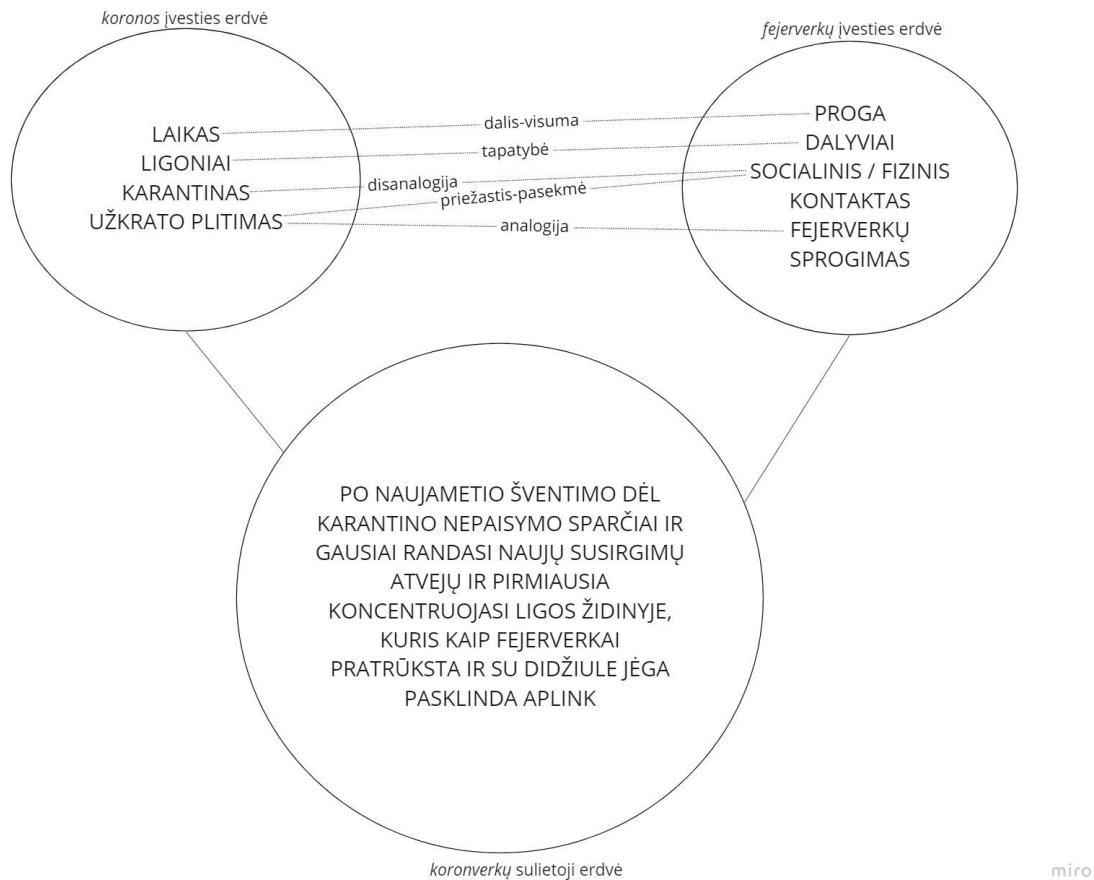 koronos įvesties erdvė
fejerverkų įvesties erdvė
LAIKAS
LIGONIAI
KARANTINAS
UŽKRATO PLITIMAS
dalis-visuma
tapatybė
disanalogija
priežastis-pasekmė
analogija
PROGA
DALYVIAI
SOCIALINIS / FIZINIS
KONTAKTAS
FEJERVERKŲ
SPROGIMAS
PO NAUJAMETIO ŠVENTIMO DĖL
KARANTINO NEPAISYMO SPARČIAI IR
GAUSIAI RANDASI NAUJŲ SUSIRGIMŲ
ATVEJŲ IR PIRMIAUSIA
KONCENTRUOJASI LIGOS ŽIDINYJE,
KURIS KAIP FEJERVERKAI
PRATRŪKSTA IR SU DIDŽIULE JĖGA
PASKLINDA APLINK
koronverkų sulietoji erdvė
miro